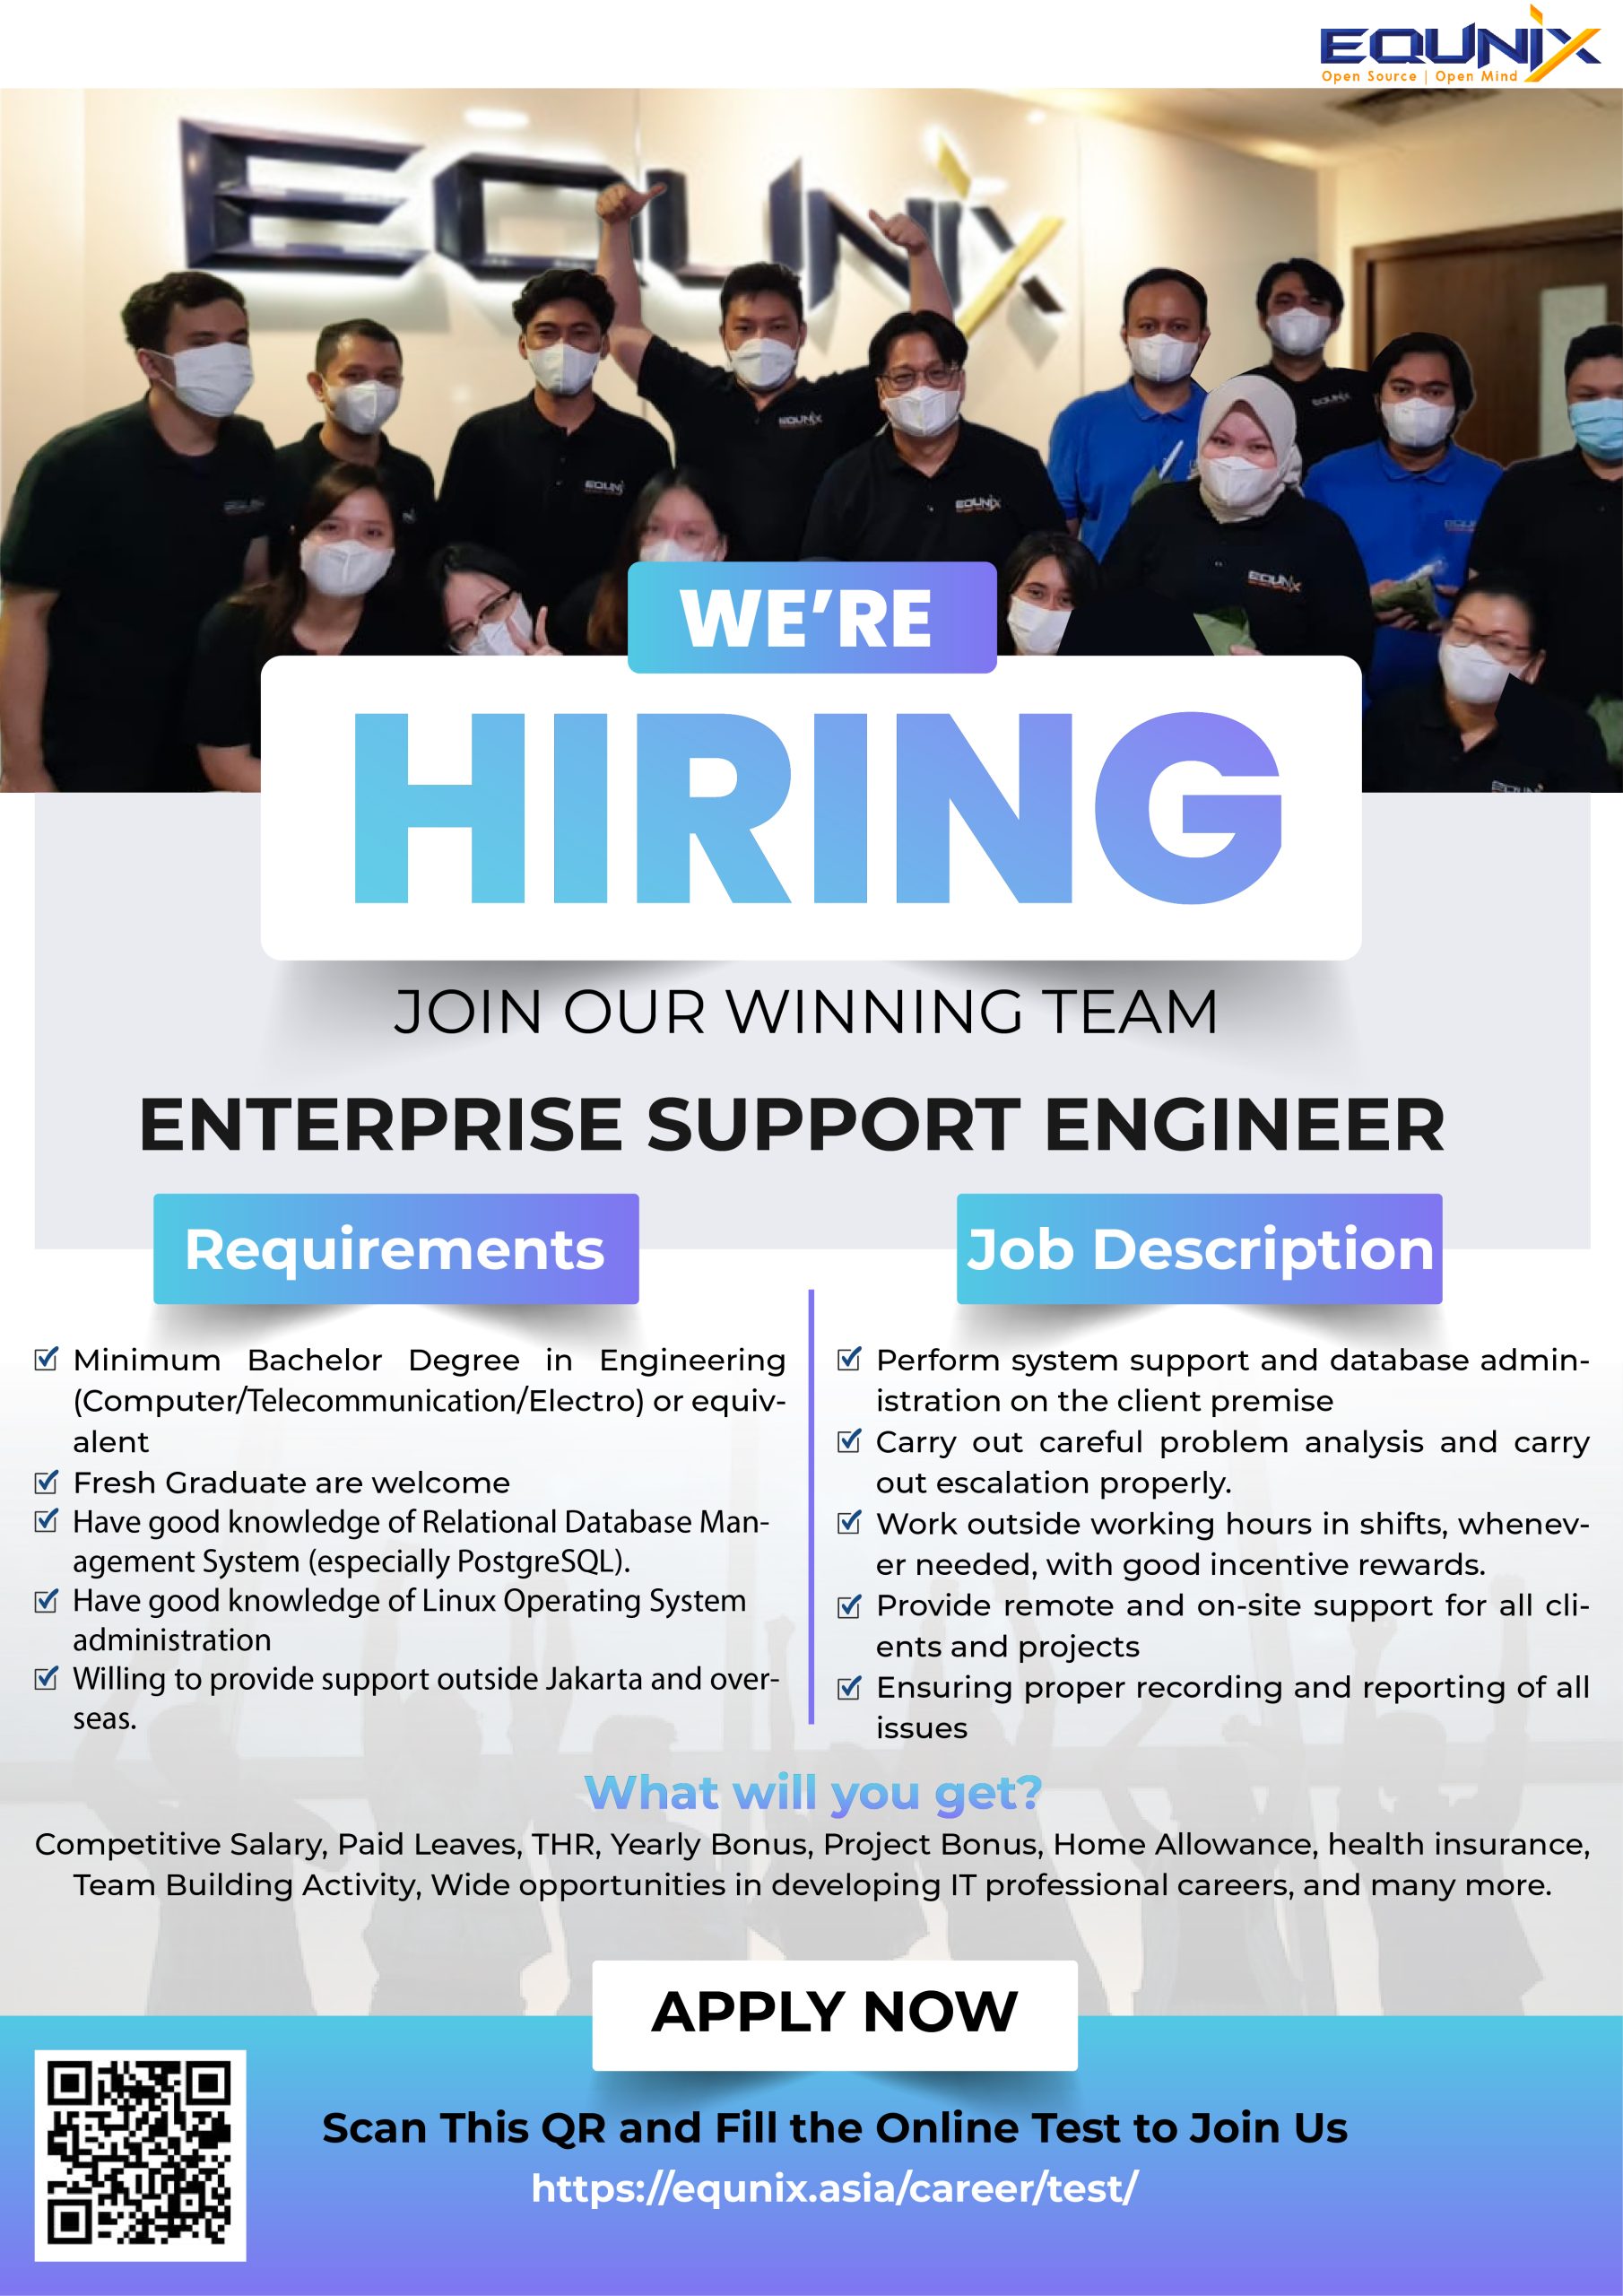 EQUNIX
Open Source | Open Mind
EQUNIX
EQUNIX
EQUNIX
EQUNIX
EQUNIX
EQUNIX
WE'RE
HIRING
JOIN OUR WINNING TEAM
ENTERPRISE SUPPORT ENGINEER
Requirements
Minimum Bachelor Degree in Engineering
(Computer/Telecommunication/Electro) or equiv-
alent
Fresh Graduate are welcome
Have good knowledge of Relational Database Man-
agement System (especially PostgreSQL).
Have good knowledge of Linux Operating System
administration
Willing to provide support outside Jakarta and over-
seas.
Job Description
Perform system support and database admin-
istration on the client premise
Carry out careful problem analysis and carry
out escalation properly.
Work outside working hours in shifts, whenev-
er needed, with good incentive rewards.
Provide remote and on-site support for all cli-
ents and projects
Ensuring proper recording and reporting of all
issues
What will you get?
Competitive Salary, Paid Leaves, THR, Yearly Bonus, Project Bonus, Home Allowance, health insurance,
Team Building Activity, Wide opportunities in developing IT professional careers, and many more.
APPLY NOW
Scan This QR and Fill the Online Test to Join Us
https://equnix.asia/career/test/